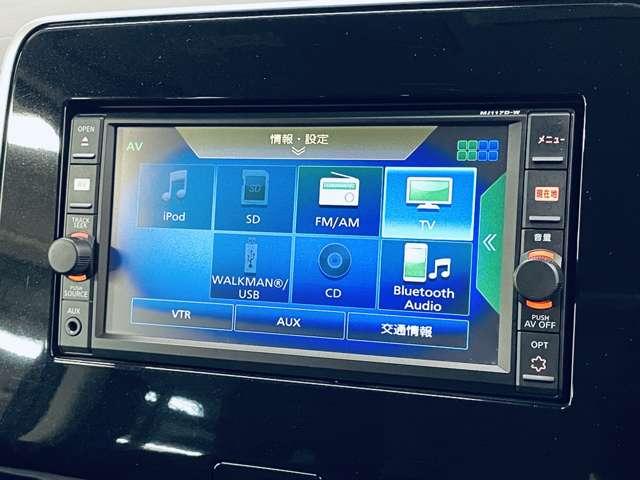 MJ117D-W
OPEN
メニュー
AV
情報・設定
現在地
TRACK
SEEK
iPod
SD
FM/AM
TV
音量
WALKMAN®/
USB
CD
Bluetooth
Audio
PUSH
SOURCE
AUX
VTR
AUX
交通情報
PUSH
AV OFF
OPT